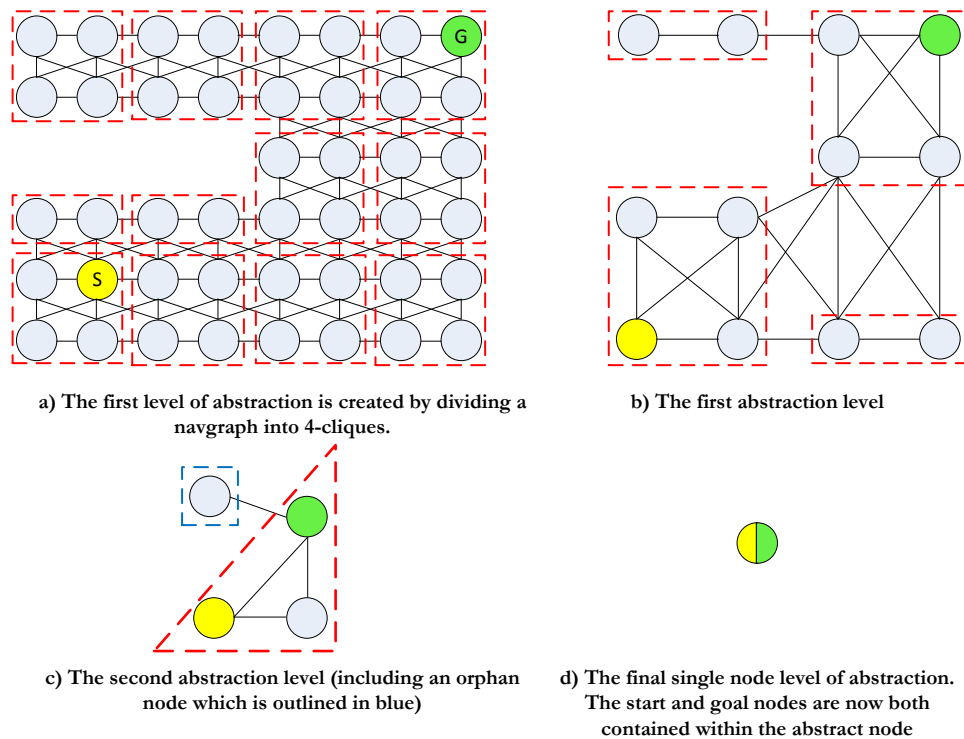 G
S
a) The first level of abstraction is created by dividing a
navgraph into 4-cliques.
b) The first abstraction level
c) The second abstraction level (including an orphan
node which is outlined in blue)
d) The final single node level of abstraction.
The start and goal nodes are now both
contained within the abstract node